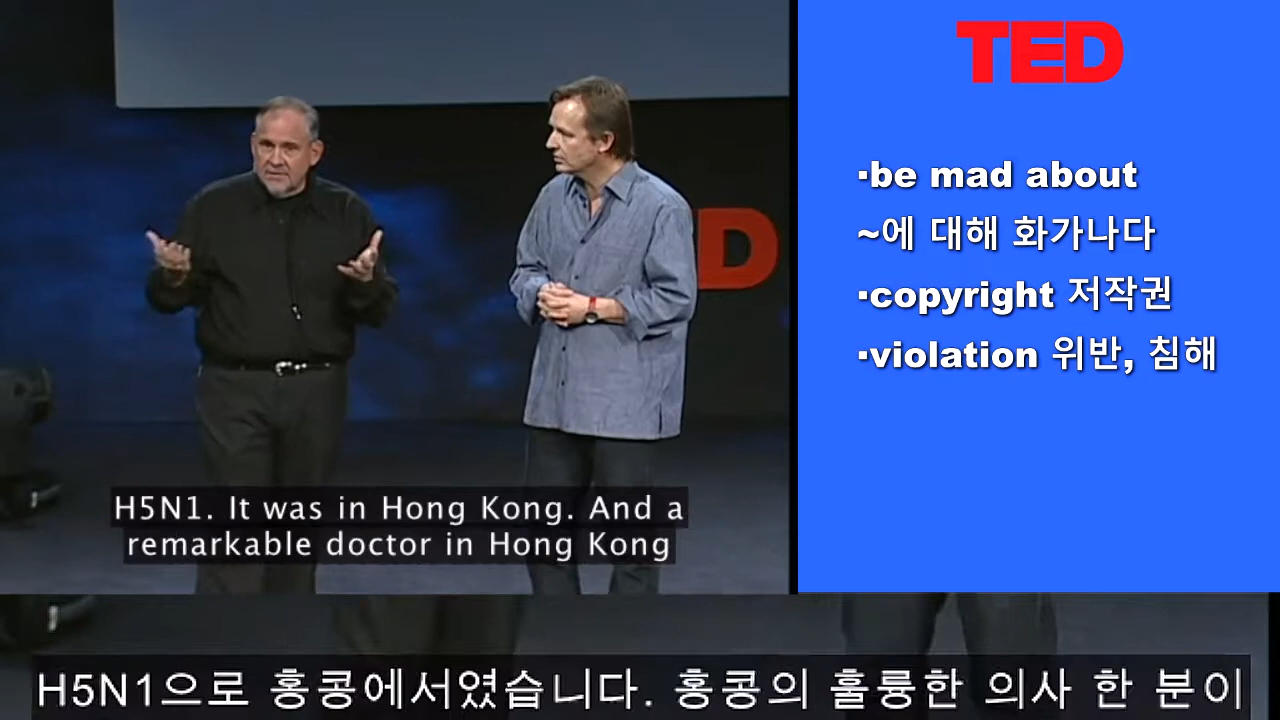 TED
▪be mad about
~에 대해 화가나다
▪copyright 저작권
▪violation 위반, 침해
ED
H5N1. It was in Hong Kong. And a
remarkable doctor in Hong Kong
H5N1으로 홍콩에서였습니다. 홍콩의 훌륭한 의사 한 분이